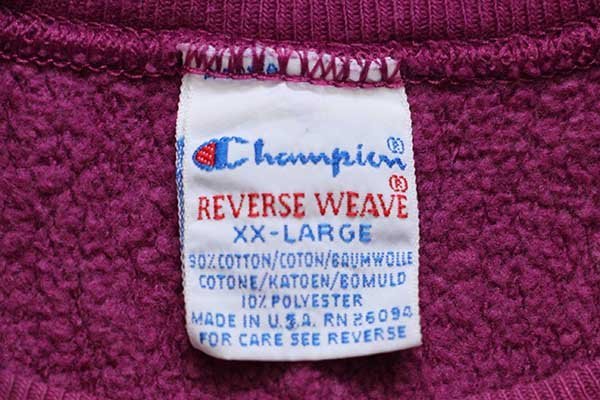 Champion®
REVERSE WEAVE®
XX-LARGE
90% COTTON/COTON/BAUMWOLLE
COTONE/KATOEN/BOMULD
10% POLYESTER
MADE IN U.S.A. RN 26094
FOR CARE SEE REVERSE